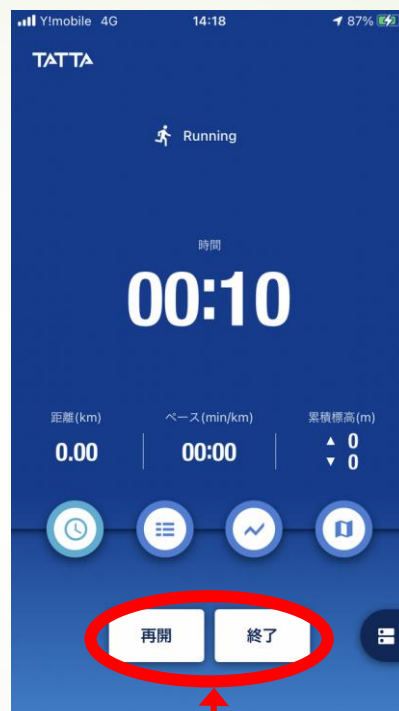 Y!mobile 4G 14:18 87%
TATTA
Running
時間
00:10
距離(km) ペース(min/km) 累積標高(m)
0.00 00:00 ▲ 0
▼ 0
再開 終了